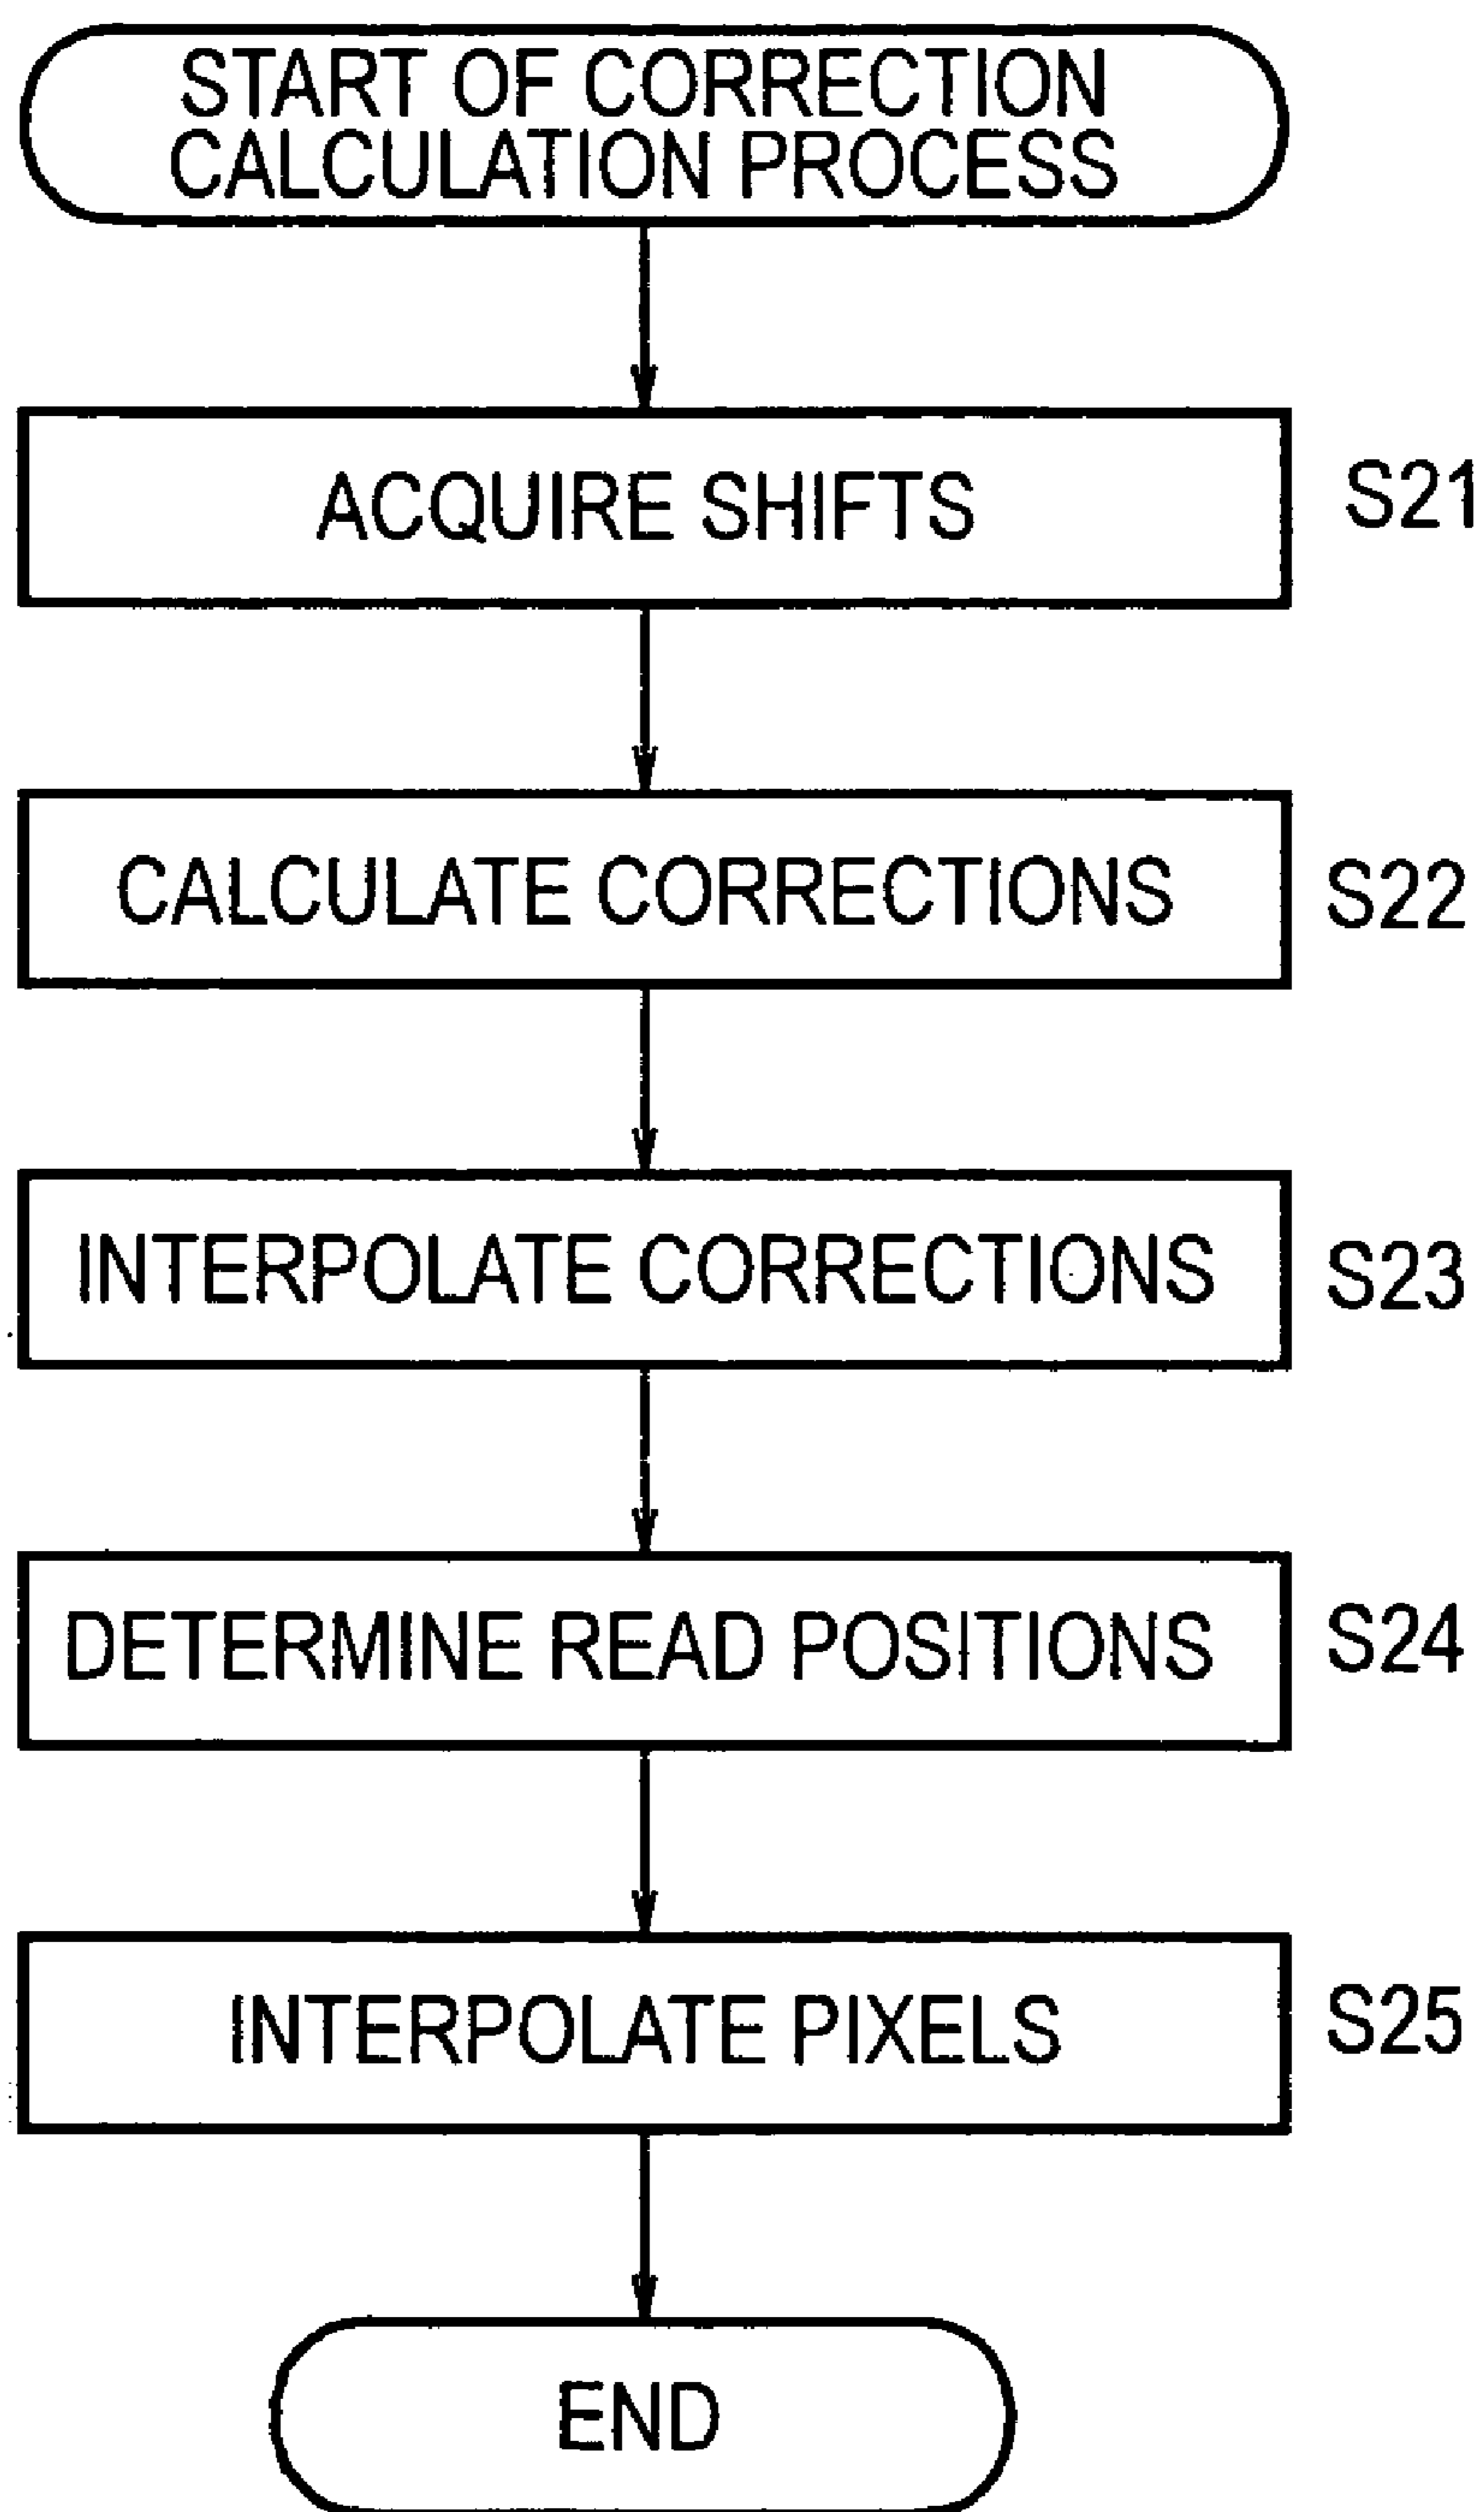 START OF CORRECTION
CALCULATION PROCESS
ACQUIRE SHIFTS
S21
CALCULATE CORRECTIONS
S22
INTERPOLATE CORRECTIONS
S23
DETERMINE READ POSITIONS
S24
INTERPOLATE PIXELS
S25
END